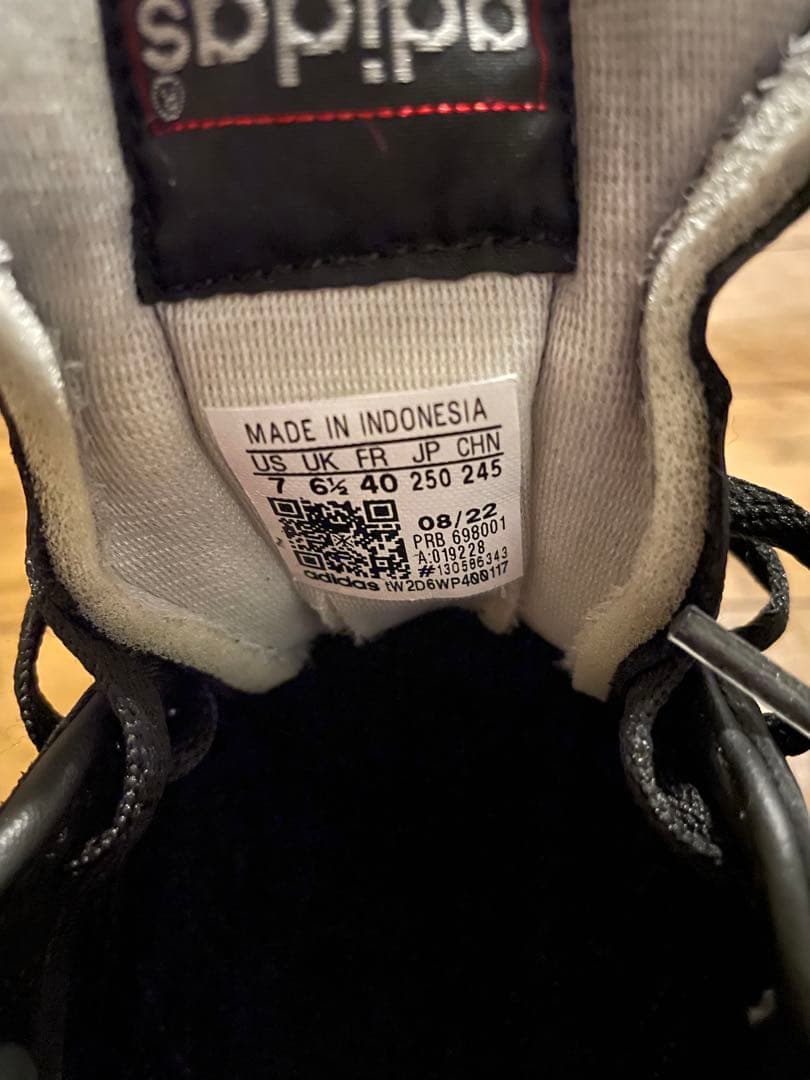 adidas
®
MADE IN INDONESIA
US UK FR JP CHN
7 6½ 40 250 245
08/22
PRB 698001
A:019228
#130586343
adidas tW2D6WP400117